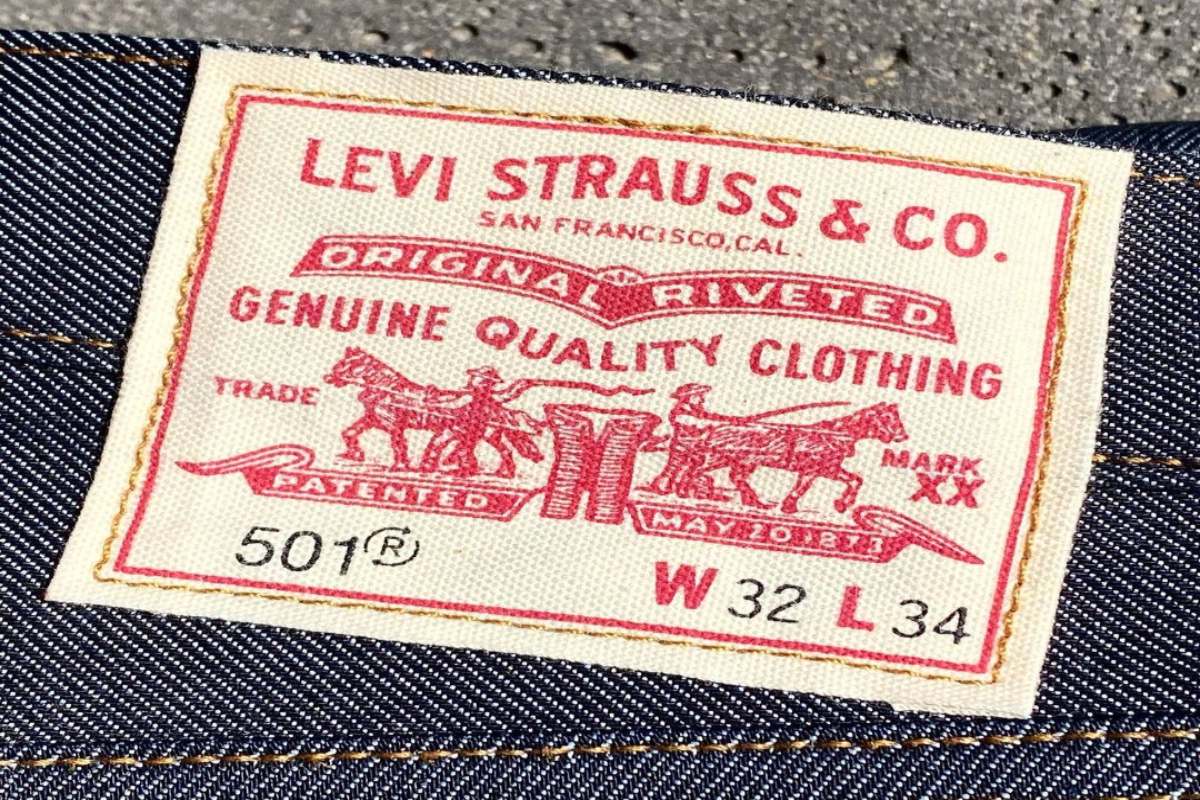 LEVI STRAUSS & CO.
SAN FRANCISCO, CAL.
ORIGINAL RIVETED
GENUINE QUALITY CLOTHING
TRADE MARK
XX
PATENTED MAY 20 1873
501®
W 32 L 34